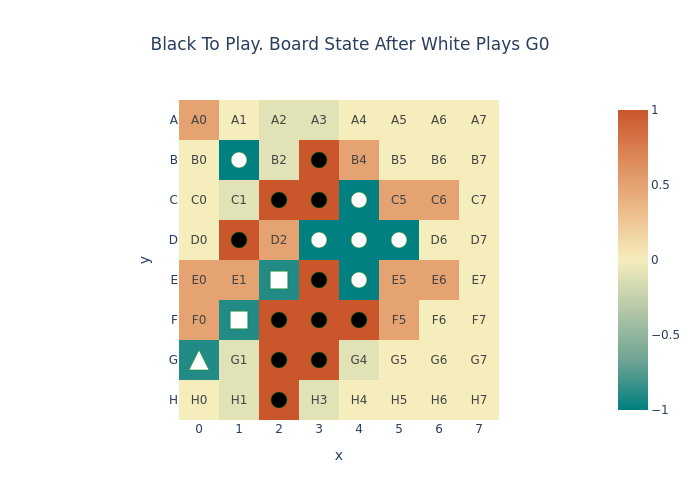 Black To Play. Board State After White Plays G0
A A0 A1 A2 A3 A4 A5 A6 A7
B B0 B2 B4 B5 B6 B7
C C0 C1 C5 C6 C7
D D0 D2 D6 D7
E E0 E1 E5 E6 E7
F F0 F5 F6 F7
G G1 G4 G5 G6 G7
H H0 H1 H3 H4 H5 H6 H7
0 1 2 3 4 5 6 7
x
y
1
0.5
0
−0.5
−1